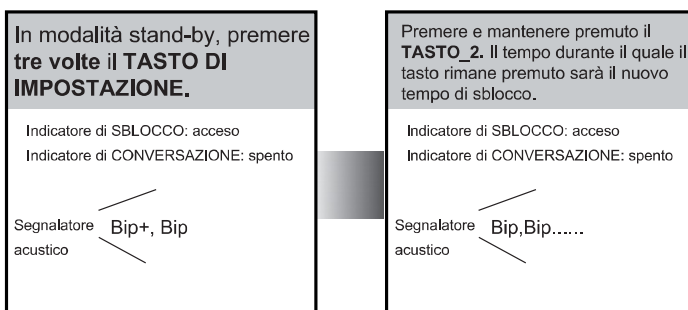 In modalità stand-by, premere
tre volte il TASTO DI
IMPOSTAZIONE.
Indicatore di SBLOCCO: acceso
Indicatore di CONVERSAZIONE: spento
Segnalatore
acustico
Bip+, Bip
Premere e mantenere premuto il
TASTO_2. Il tempo durante il quale il
tasto rimane premuto sarà il nuovo
tempo di sblocco.
Indicatore di SBLOCCO: acceso
Indicatore di CONVERSAZIONE: spento
Segnalatore
acustico
Bip,Bip......